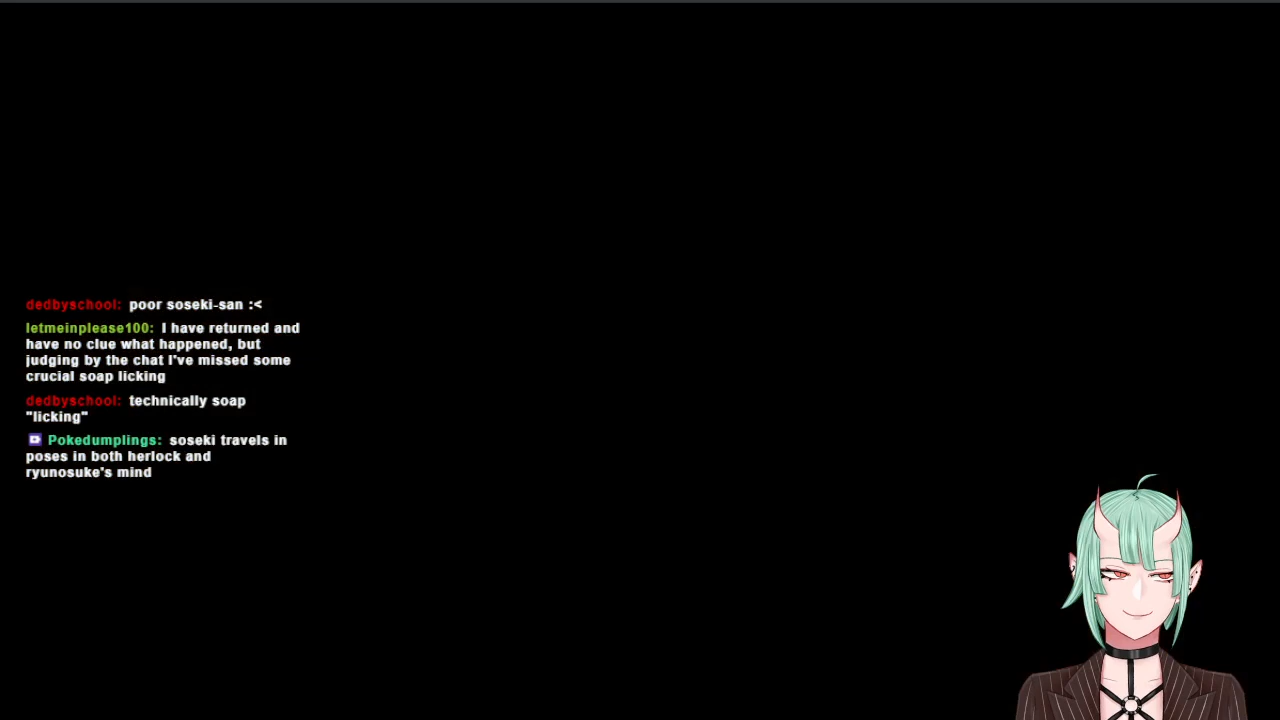 dedbyschool: poor soseki-san :<
letmeinplease100: I have returned and
have no clue what happened, but
judging by the chat I've missed some
crucial soap licking
dedbyschool: technically soap
"licking"
Pokedumplings: soseki travels in
poses in both herlock and
ryunosuke's mind